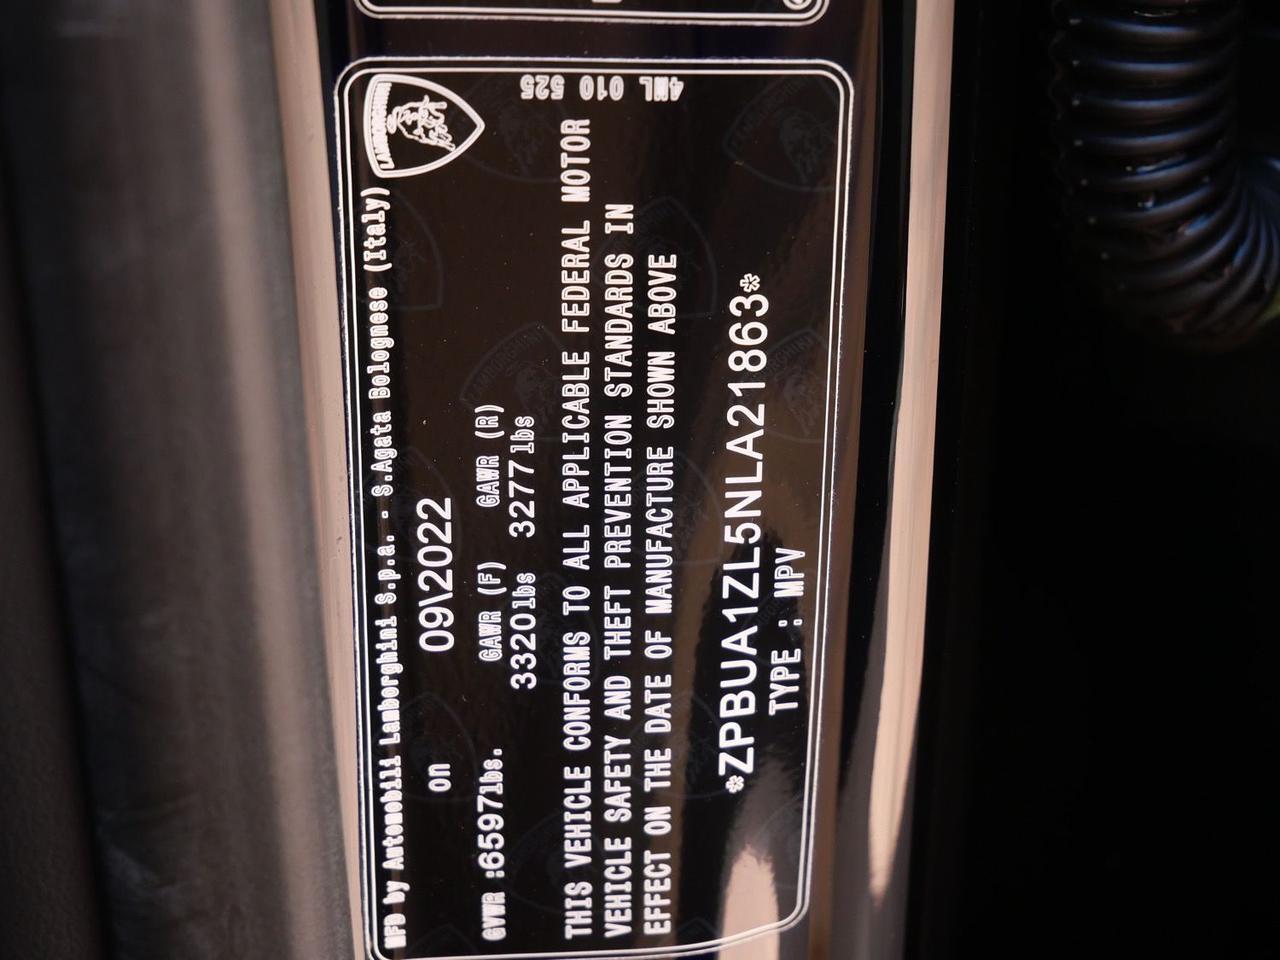 MFD by Automobili Lamborghini S.p.a. - S.Agata Bolognese (Italy)
LAMBORGHINI
on 09\2022
GVWR :6597lbs. GAWR (F) 3320lbs GAWR (R) 3277lbs
THIS VEHICLE CONFORMS TO ALL APPLICABLE FEDERAL MOTOR
VEHICLE SAFETY AND THEFT PREVENTION STANDARDS IN
EFFECT ON THE DATE OF MANUFACTURE SHOWN ABOVE
*ZPBUA1ZL5NLA21863*
TYPE : MPV
4ML 010 525